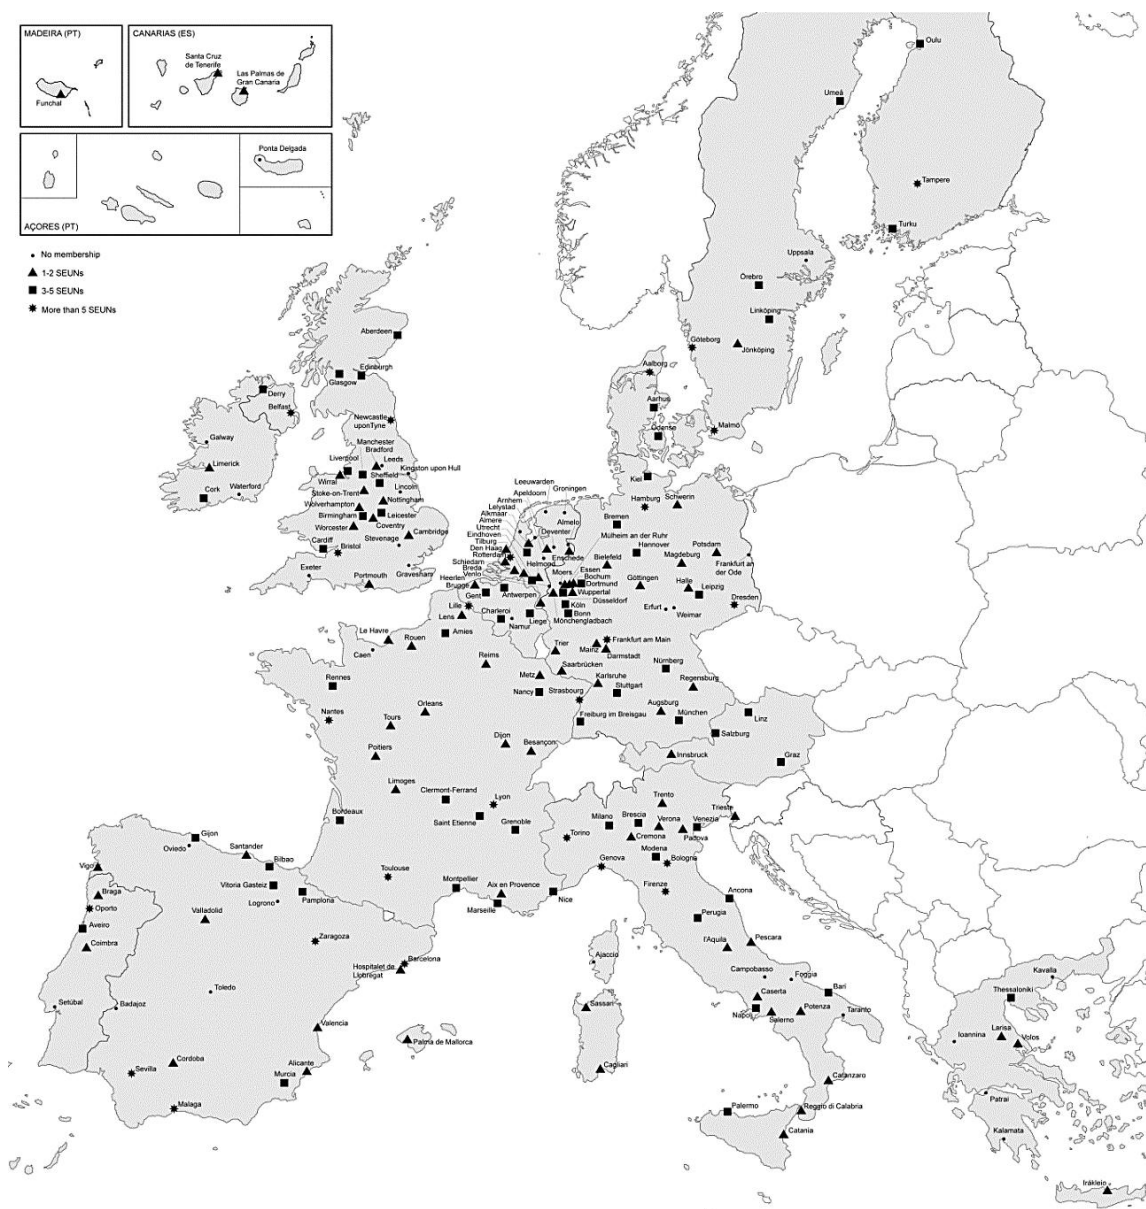 MADEIRA (PT)
Funchal
CANARIAS (ES)
Santa Cruz
de Tenerife
Las Palmas de
Gran Canaria
Ponta Delgada
AÇORES (PT)
No membership
1-2 SEUNs
3-5 SEUNs
More than 5 SEUNs
Oulu
Umeå
Tampere
Turku
Uppsala
Örebro
Linköping
Göteborg
Jönköping
Aalborg
Aarhus
Odense
Malmö
Aberdeen
Edinburgh
Glasgow
Derry
Belfast
Newcastle
uponTyne
Galway
Limerick
Waterford
Cork
Manchester
Bradford
Liverpool
Leeds
Kingston upon Hull
Wirral
Sheffield
Lincoln
Stoke-on-Trent
Nottingham
Wolverhampton
Birmingham
Leicester
Worcester
Coventry
Cambridge
Stevenage
Cardiff
Bristol
Exeter
Gravesham
Portmouth
Leeuwarden
Groningen
Apeldoorn
Arnhem
Lelystad
Alkmaar
Almere
Utrecht
Eindhoven
Tilburg
Den Haag
Rotterdam
Schiedam
Breda
Venlo
Heerlen
Brugge
Almelo
Deventer
Enschede
Helmond
Moers
Mülheim an der Ruhr
Kiel
Hamburg
Schwerin
Bremen
Hannover
Bielefeld
Magdeburg
Potsdam
Frankfurt an
der Ode
Essen
Bochum
Dortmund
Wuppertal
Düsseldorf
Göttingen
Halle
Leipzig
Dresden
Erfurt
Weimar
Köln
Bonn
Mönchengladbach
Gent
Antwerpen
Lille
Charleroi
Namur
Liege
Lens
Le Havre
Rouen
Amies
Caen
Reims
Trier
Mainz
Frankfurt am Main
Darmstadt
Saarbrücken
Metz
Nancy
Karlsruhe
Nürnberg
Regensburg
Stuttgart
Strasbourg
Augsburg
München
Freiburg im Breisgau
Linz
Salzburg
Innsbruck
Graz
Rennes
Nantes
Orleans
Tours
Poitiers
Dijon
Besançon
Limoges
Clermont-Ferrand
Lyon
Saint Etienne
Grenoble
Bordeaux
Toulouse
Montpellier
Aix en Provence
Marseille
Nice
Trento
Trieste
Milano
Brescia
Verona
Venezia
Cremona
Padova
Torino
Modena
Bologna
Genova
Firenze
Ancona
Perugia
l'Aquila
Pescara
Campobasso
Foggia
Caserta
Bari
Napoli
Salerno
Potenza
Taranto
Catanzaro
Reggio di Calabria
Palermo
Catania
Ajaccio
Sassari
Cagliari
Gijon
Oviedo
Santander
Bilbao
Vigo
Vitoria Gasteiz
Logrono
Pamplona
Braga
Oporto
Aveiro
Coimbra
Valladolid
Zaragoza
Barcelona
Hospitalet de
Llobregat
Toledo
Setúbal
Badajoz
Valencia
Palma de Mallorca
Cordoba
Sevilla
Alicante
Murcia
Malaga
Kavalla
Thessaloniki
Ioannina
Larisa
Volos
Patrai
Kalamata
Irákleio